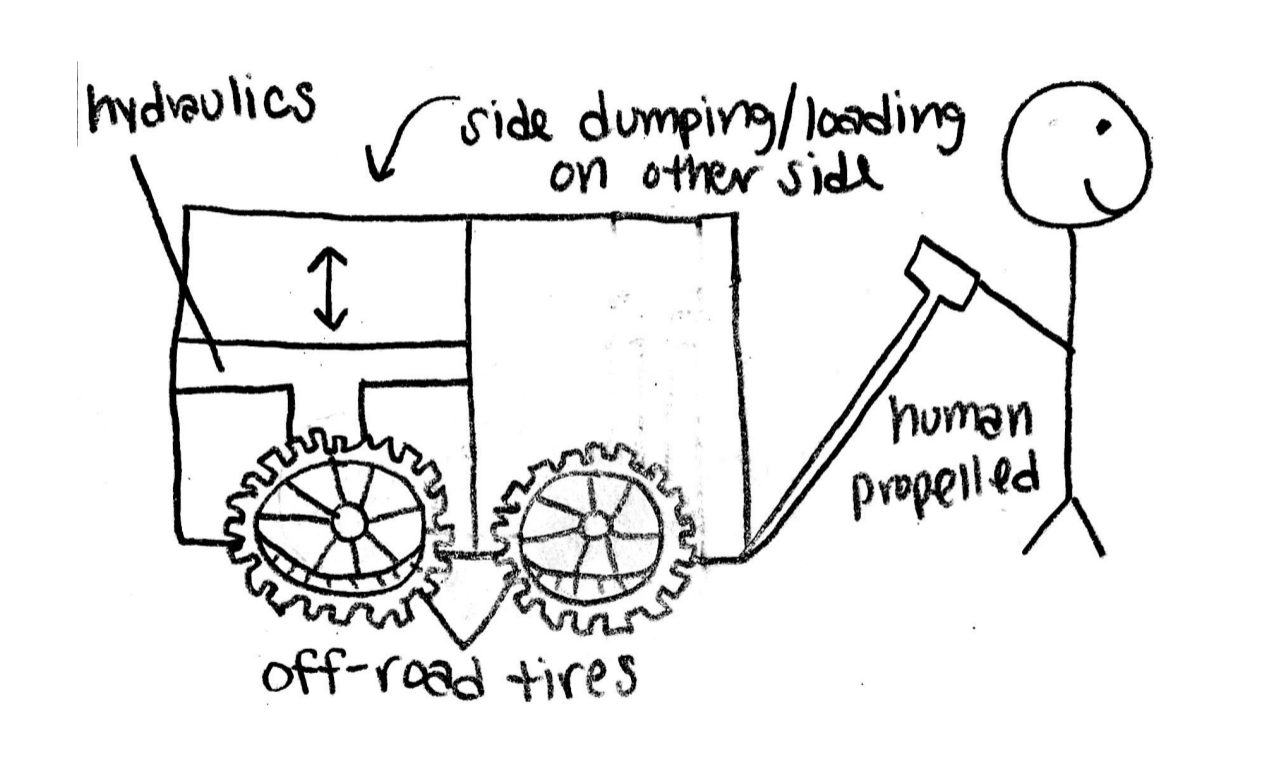 hydraulics
side dumping/loading
on other side
human
propelled
off-road tires